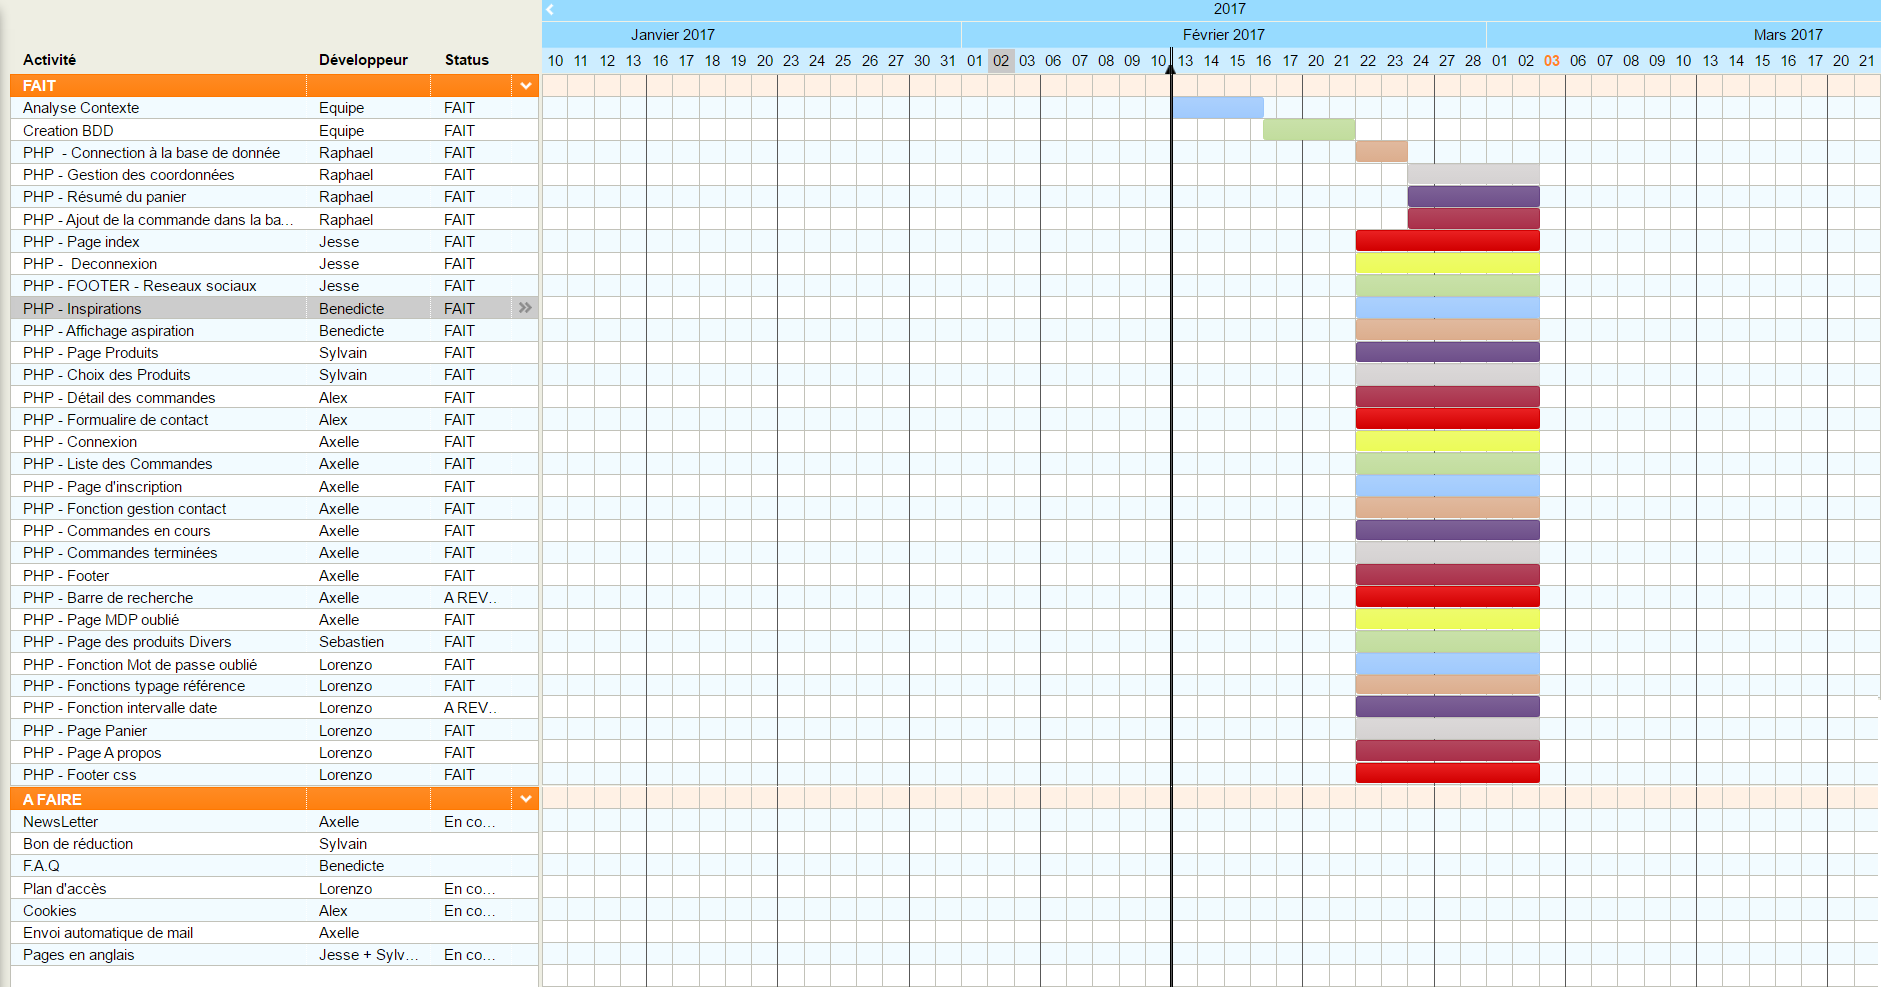 2017
Janvier 2017 Février 2017 Mars 2017
Activité Développeur Status 10 11 12 13 16 17 18 19 20 23 24 25 26 27 30 31 01 02 03 06 07 08 09 10 13 14 15 16 17 20 21 22 23 24 27 28 01 02 03 06 07 08 09 10 13 14 15 16 17 20 21
FAIT
Analyse Contexte Equipe FAIT
Creation BDD Equipe FAIT
PHP - Connection à la base de donnée Raphael FAIT
PHP - Gestion des coordonnées Raphael FAIT
PHP - Résumé du panier Raphael FAIT
PHP - Ajout de la commande dans la ba... Raphael FAIT
PHP - Page index Jesse FAIT
PHP - Deconnexion Jesse FAIT
PHP - FOOTER - Reseaux sociaux Jesse FAIT
PHP - Inspirations Benedicte FAIT
PHP - Affichage aspiration Benedicte FAIT
PHP - Page Produits Sylvain FAIT
PHP - Choix des Produits Sylvain FAIT
PHP - Détail des commandes Alex FAIT
PHP - Formualire de contact Alex FAIT
PHP - Connexion Axelle FAIT
PHP - Liste des Commandes Axelle FAIT
PHP - Page d'inscription Axelle FAIT
PHP - Fonction gestion contact Axelle FAIT
PHP - Commandes en cours Axelle FAIT
PHP - Commandes terminées Axelle FAIT
PHP - Footer Axelle FAIT
PHP - Barre de recherche Axelle A REV..
PHP - Page MDP oublié Axelle FAIT
PHP - Page des produits Divers Sebastien FAIT
PHP - Fonction Mot de passe oublié Lorenzo FAIT
PHP - Fonctions typage référence Lorenzo FAIT
PHP - Fonction intervalle date Lorenzo A REV..
PHP - Page Panier Lorenzo FAIT
PHP - Page A propos Lorenzo FAIT
PHP - Footer css Lorenzo FAIT
A FAIRE
NewsLetter Axelle En co...
Bon de réduction Sylvain
F.A.Q Benedicte
Plan d'accès Lorenzo En co...
Cookies Alex En co...
Envoi automatique de mail Axelle
Pages en anglais Jesse + Sylv... En co...